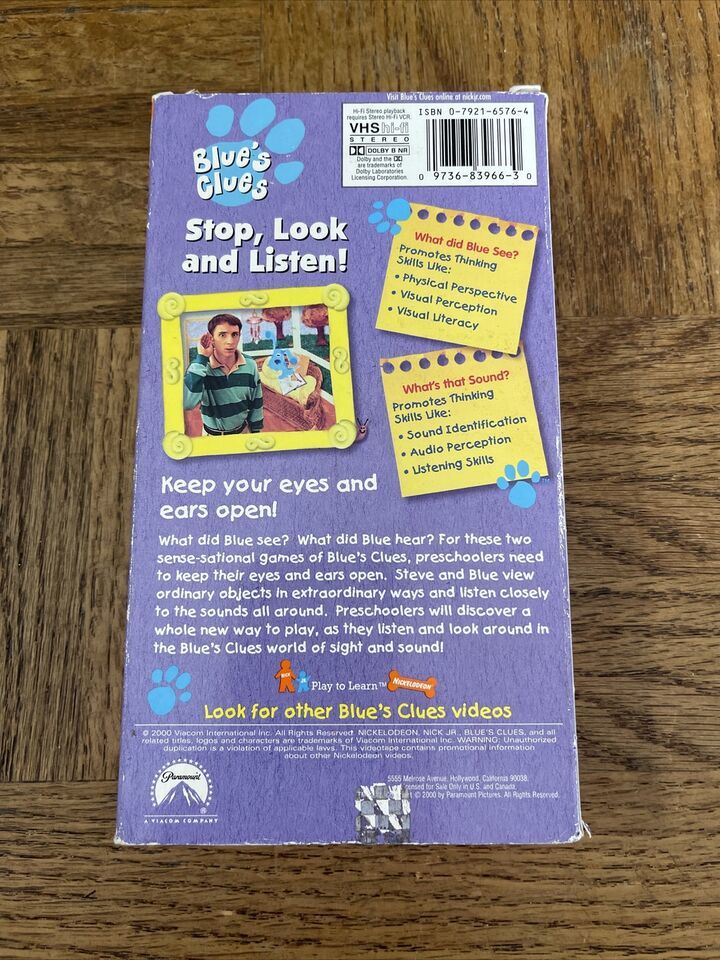 Visit Blue's Clues online at nickjr.com
Blue's
Clues
Hi-Fi Stereo playback
requires Stereo Hi-Fi VCR
VHS hi-fi
STEREO
DOLBY B NR
Dolby and the
are trademarks of
Dolby Laboratories
Licensing Corporation.
ISBN 0-7921-6576-4
0 9736-83966-3 0
Stop, Look
and Listen!
What did Blue See?
Promotes Thinking
Skills Like:
• Physical Perspective
• Visual Perception
• Visual Literacy
What's that Sound?
Promotes Thinking
Skills Like:
• Sound Identification
• Audio Perception
• Listening Skills
TM
Keep your eyes and
ears open!
What did Blue see? What did Blue hear? For these two
sense-sational games of Blue's Clues, preschoolers need
to keep their eyes and ears open. Steve and Blue view
ordinary objects in extraordinary ways and listen closely
to the sounds all around. Preschoolers will discover a
whole new way to play, as they listen and look around in
the Blue's Clues world of sight and sound!
NICK JR. Play to Learn™ NICKELODEON
Look for other Blue's Clues videos
© 2000 Viacom International Inc. All Rights Reserved. NICKELODEON, NICK JR., BLUE'S CLUES, and all
related titles, logos and characters are trademarks of Viacom International Inc. WARNING: Unauthorized
duplication is a violation of applicable laws. This videotape contains promotional information
about other Nickelodeon videos.
Paramount
®
A VIACOM COMPANY
5555 Melrose Avenue, Hollywood, California 90038.
for Sale Only in U.S. and Canada.
© 2000 by Paramount Pictures. All Rights Reserved.